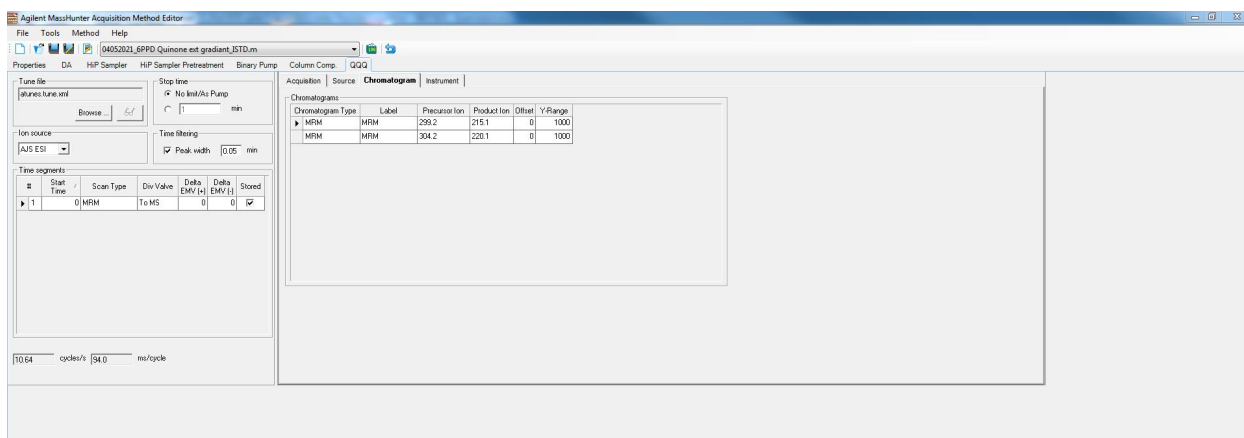 Agilent MassHunter Acquisition Method Editor
File Tools Method Help
04052021_6PPD Quinone ext gradiant_ISTD.m
Properties DA HiP Sampler HiP Sampler Pretreatment Binary Pump Column Comp. QQQ
Tune file
atunes.tune.xml
Browse ...
Stop time
No limit/As Pump
1 min
Ion source
AJS ESI
Time filtering
Peak width 0.05 min
Time segments
# Start Time / Scan Type Div Valve Delta EMV (+) Delta EMV (-) Stored
1 0 MRM To MS 0 0
10.64 cycles/s 94.0 ms/cycle
Acquisition Source Chromatogram Instrument
Chromatograms
Chromatogram Type Label Precursor Ion Product Ion Offset Y-Range
MRM MRM 299.2 215.1 0 1000
MRM MRM 304.2 220.1 0 1000